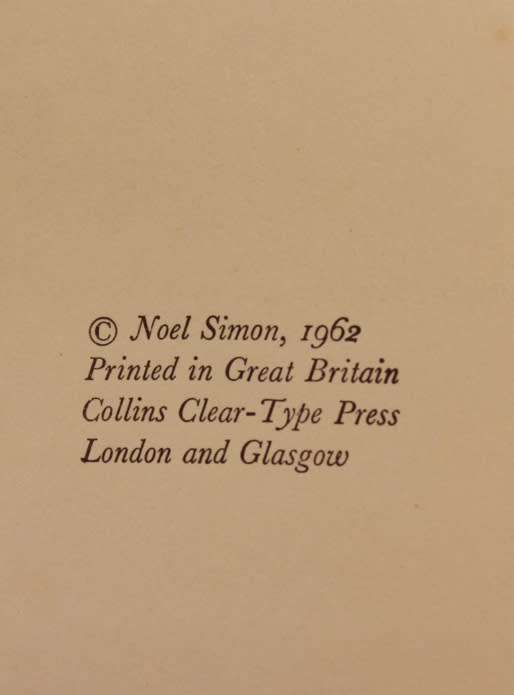 © Noel Simon, 1962
Printed in Great Britain
Collins Clear-Type Press
London and Glasgow